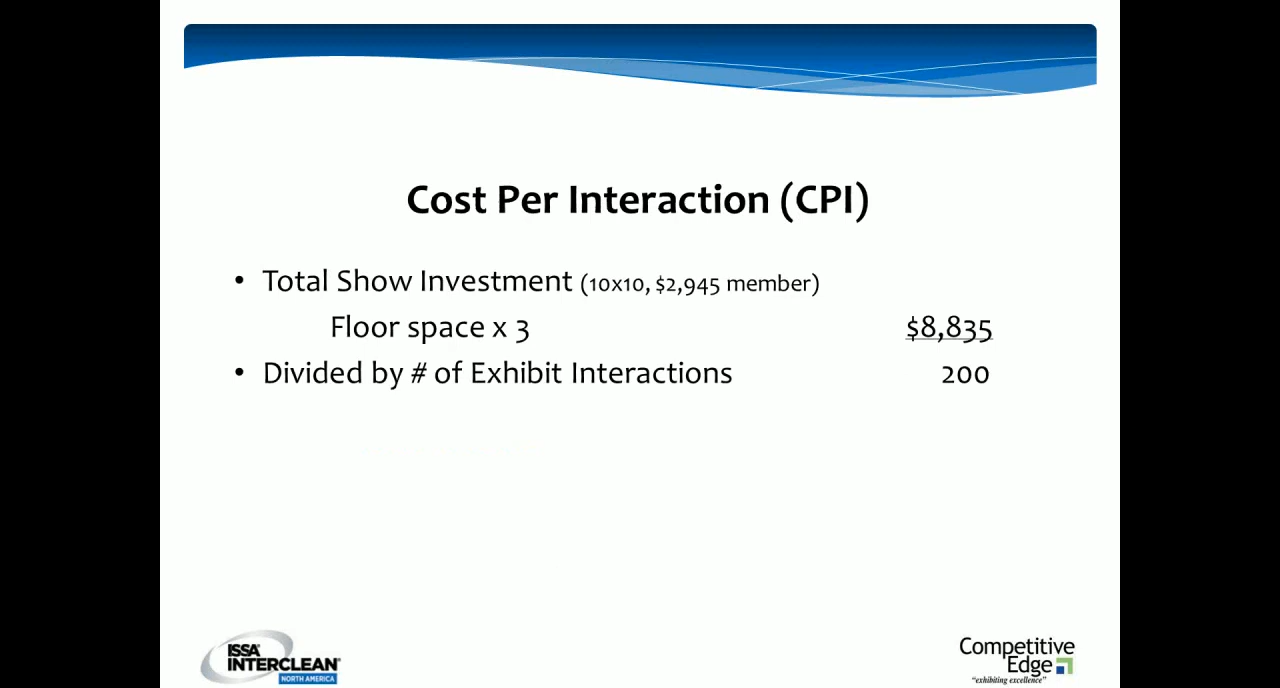 Cost Per Interaction (CPI)
• Total Show Investment (10x10, $2,945 member)
Floor space x 3 $8,835
• Divided by # of Exhibit Interactions 200
ISSA
INTERCLEAN
NORTH AMERICA
Competitive
Edge
"exhibiting excellence"